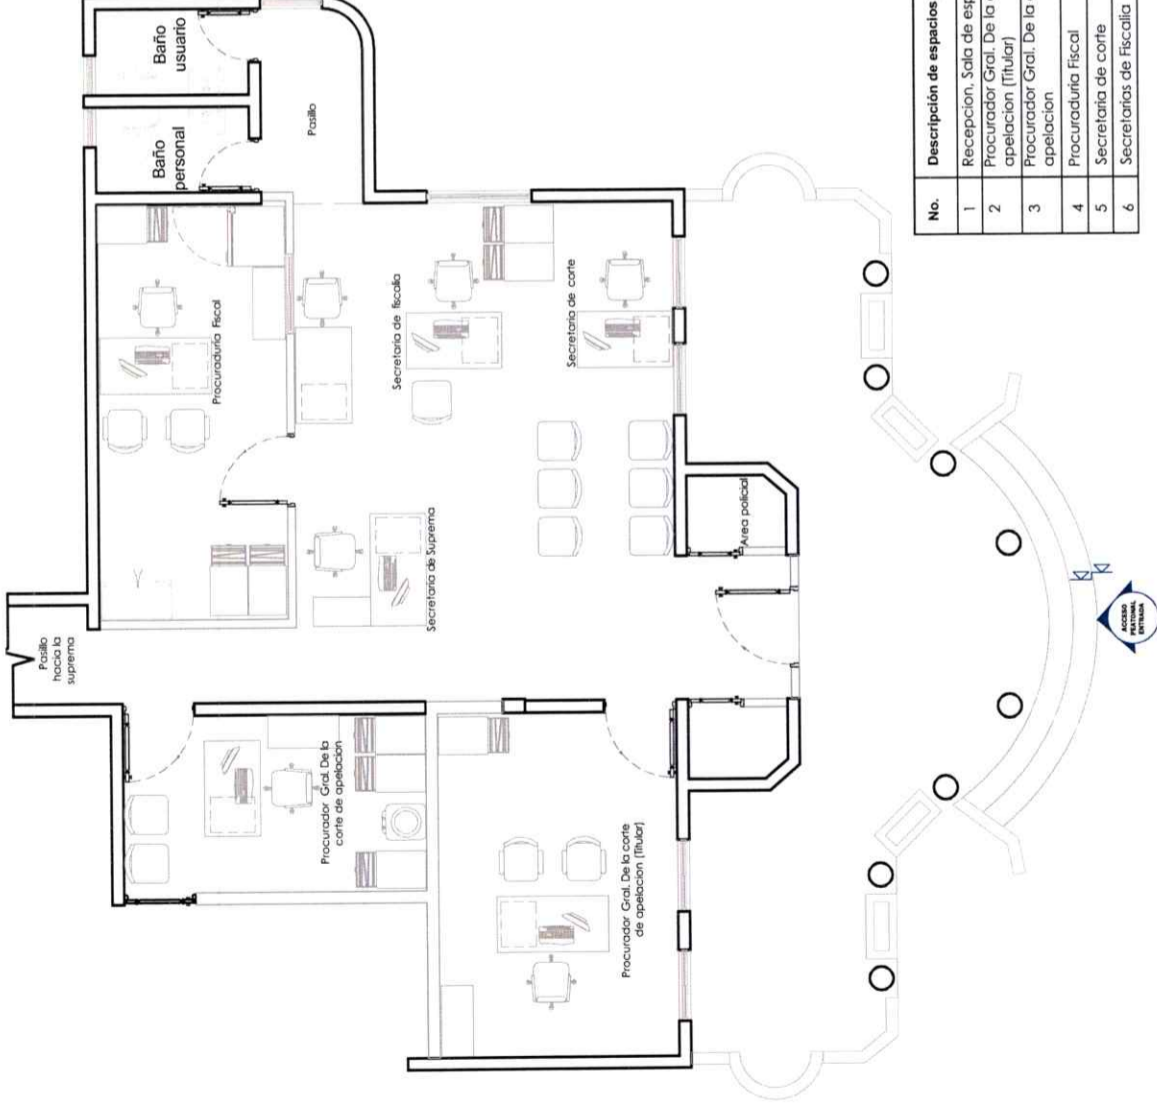 Baño
usuario
Baño
personal
Pasillo
Procuraduria Fiscal
Secretaria de fiscalia
Secretaria de corte
Secretaria de Suprema
Area policial
Pasillo
hacia la
suprema
Procurador Gral. De la
corte de apelacion
Procurador Gral. De la corte
de apelacion (Titular)
ACCESO
PEATONAL
ENTRADA
No. Descripción de espacios
1 Recepcion, Sala de
2 Procurador Gral. De la
apelacion (Titular)
3 Procurador Gral. De la
apelacion
4 Procuraduria Fiscal
5 Secretaria de corte
6 Secretarias de Fiscalia